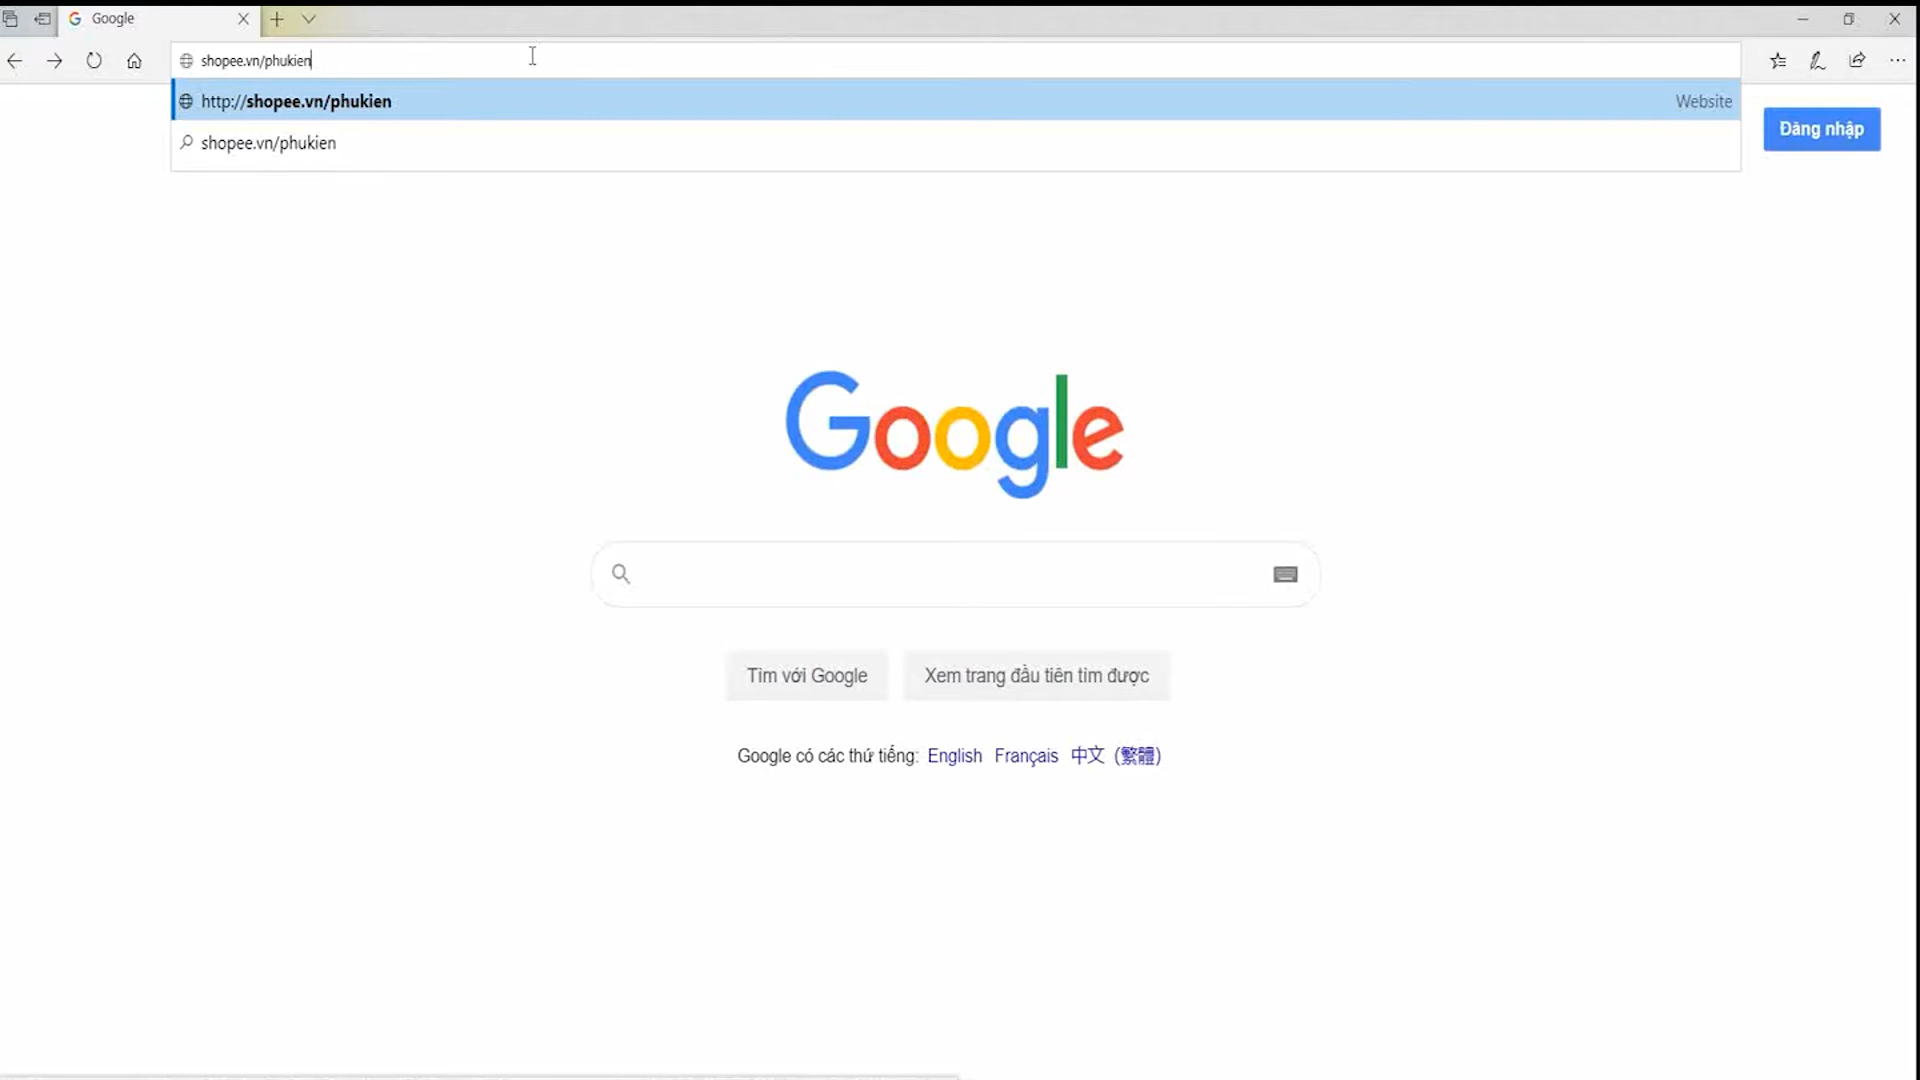 Google
shopee.vn/phukien
http://shopee.vn/phukien Website
shopee.vn/phukien
Đăng nhập
Google
Tìm với Google Xem trang đầu tiên tìm được
Google có các thứ tiếng: English Français 中文 (繁體)